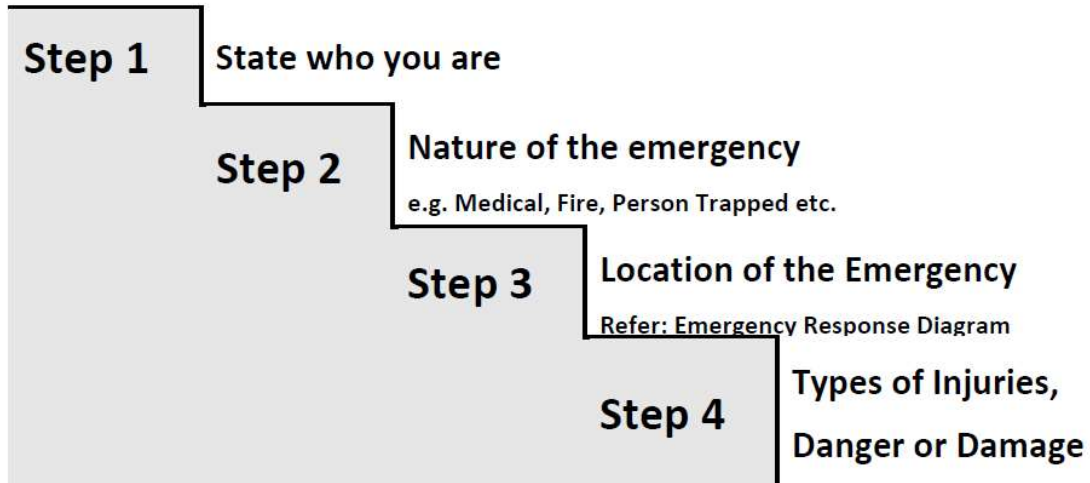 Step 1
State who you are
Step 2
Nature of the emergency
e.g. Medical, Fire, Person Trapped etc.
Step 3
Location of the Emergency
Refer: Emergency Response Diagram
Step 4
Types of Injuries,
Danger or Damage